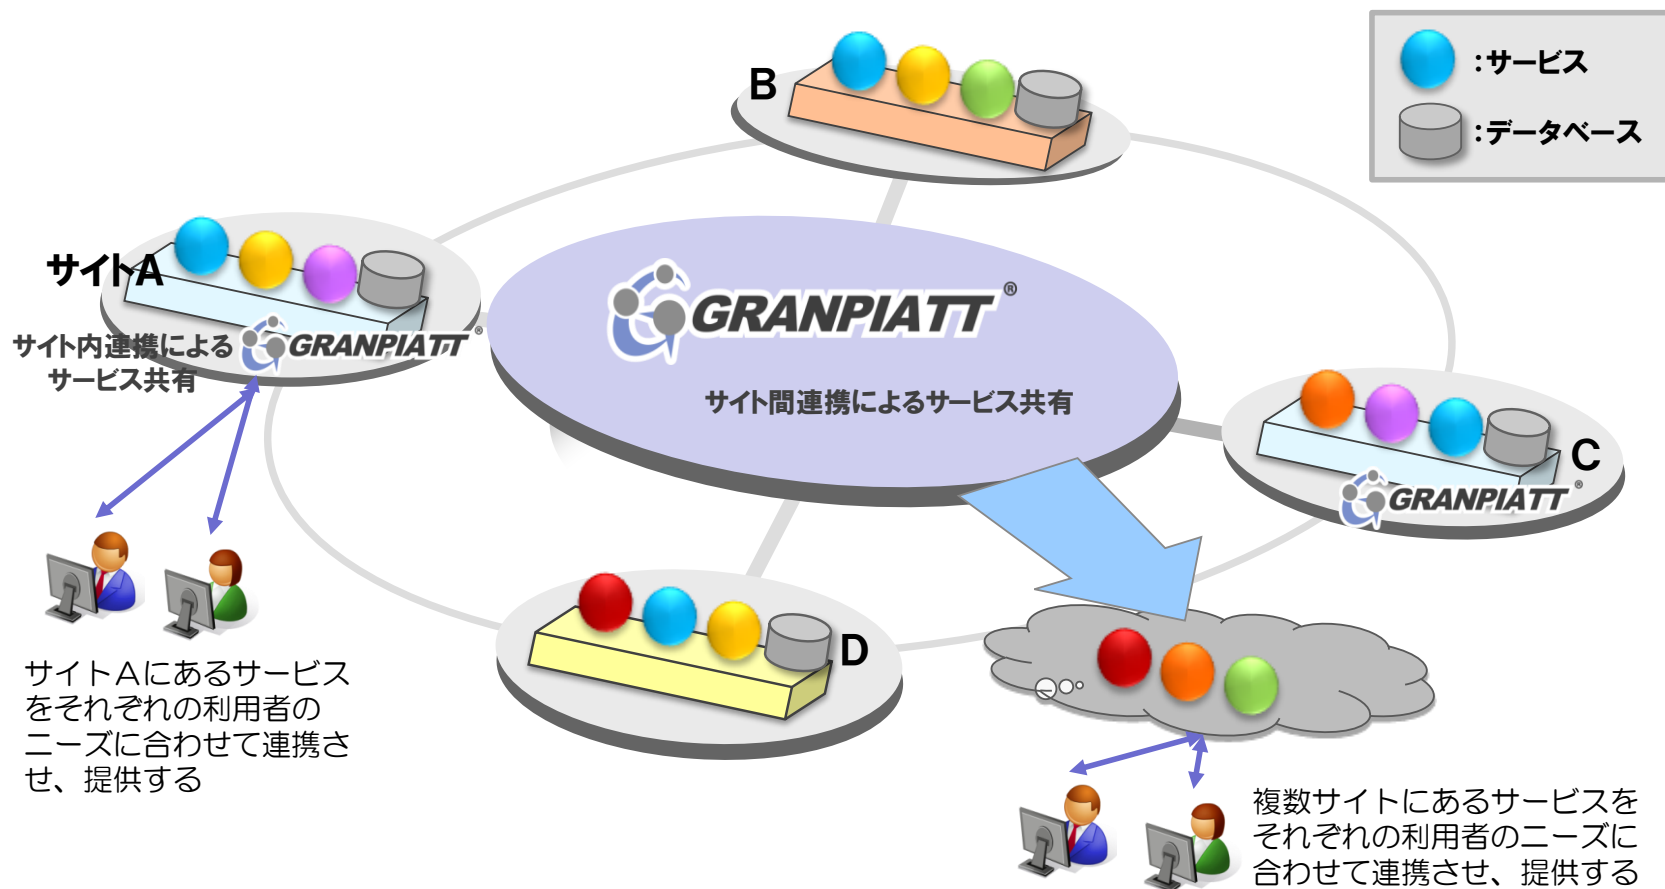 B
:サービス
:データベース
サイトA
GRANPIATT®
サイト内連携による
サービス共有
GRANPIATT®
サイト間連携によるサービス共有
C
GRANPIATT®
D
サイトAにあるサービス
をそれぞれの利用者の
ニーズに合わせて連携さ
せ、提供する
複数サイトにあるサービスを
それぞれの利用者のニーズに
合わせて連携させ、提供する